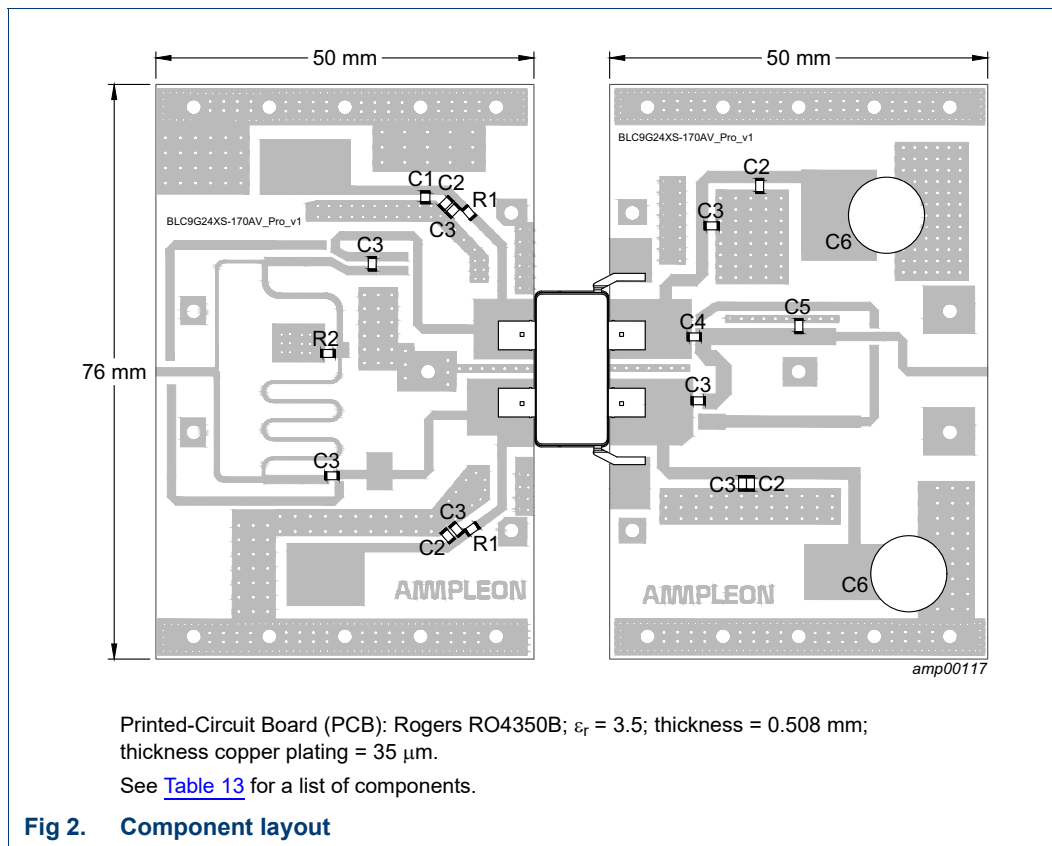 50 mm
50 mm
76 mm
BLC9G24XS-170AV_Pro_v1
BLC9G24XS-170AV_Pro_v1
C1
C2
R1
C3
C3
R2
C3
C3
C2
R1
AMPLEON
C2
C3
C6
C4
C5
C3
C3
C2
C6
AMPLEON
amp00117
Printed-Circuit Board (PCB): Rogers RO4350B; εr = 3.5; thickness = 0.508 mm;
thickness copper plating = 35 μm.
See Table 13 for a list of components.
Fig 2. Component layout